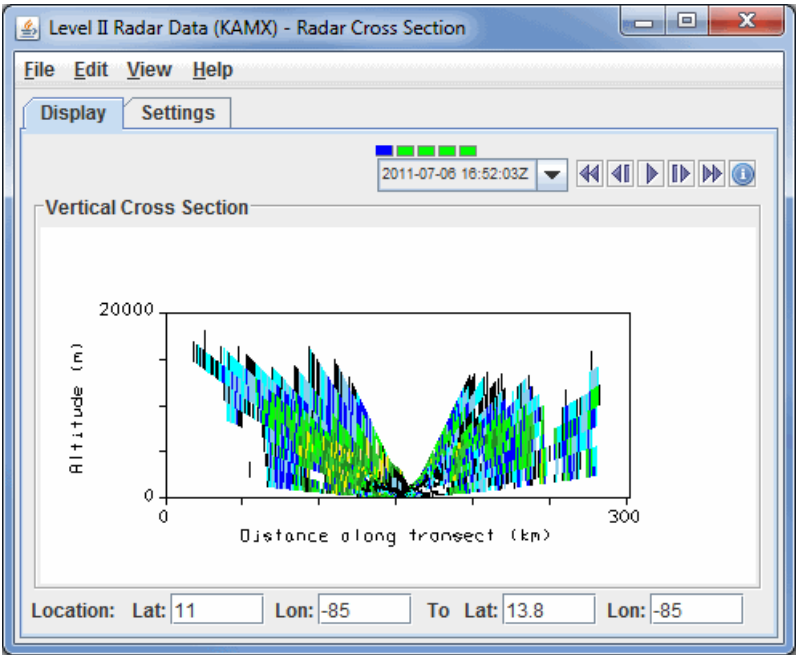 Level II Radar Data (KAMX) - Radar Cross Section
File Edit View Help
Display Settings
2011-07-06 16:52:03Z
Vertical Cross Section
20000
Altitude (m)
0
0 300
Distance along transect (km)
Location: Lat: 11 Lon: -85 To Lat: 13.8 Lon: -85